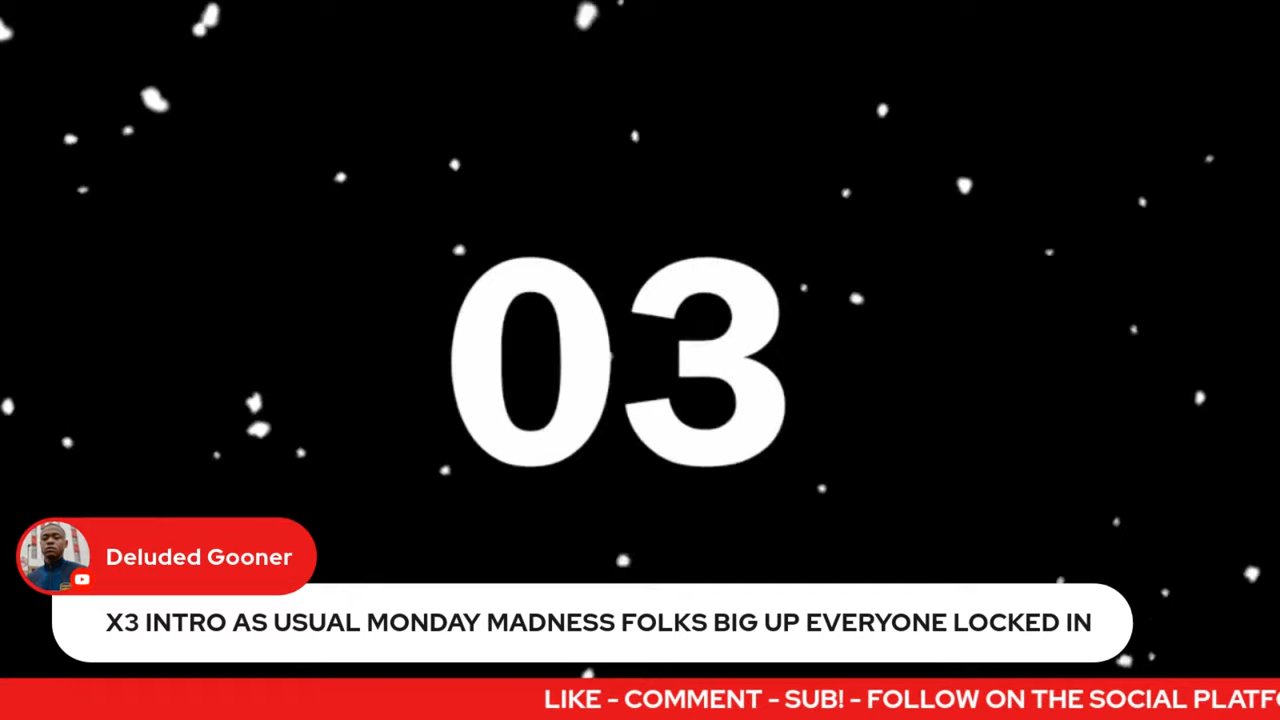 03
Deluded Gooner
X3 INTRO AS USUAL MONDAY MADNESS FOLKS BIG UP EVERYONE LOCKED IN
LIKE - COMMENT - SUB! - FOLLOW ON THE SOCIAL